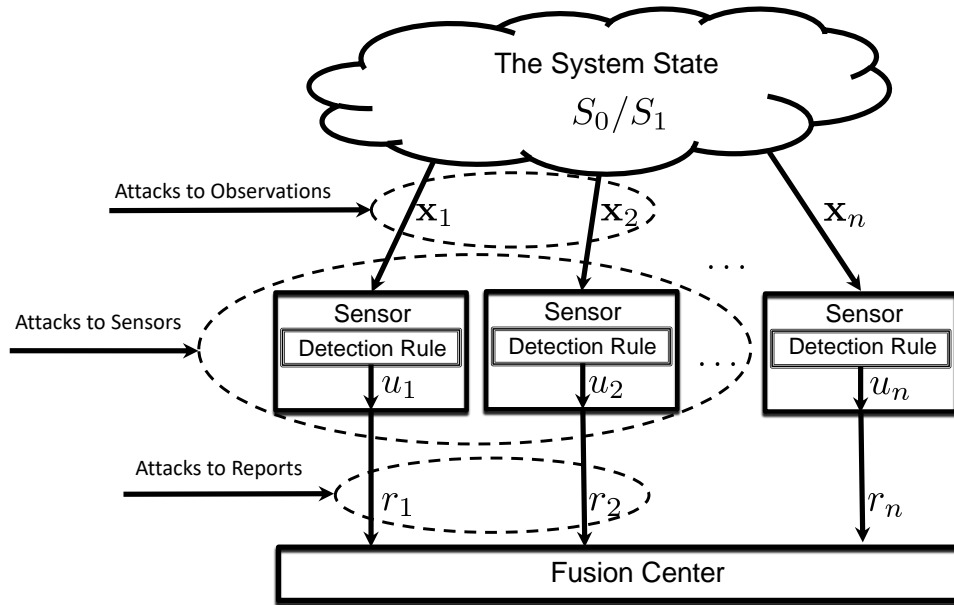 The System State
S_0/S_1
Attacks to Observations
x_1
x_2
x_n
. . .
Attacks to Sensors
Sensor
Detection Rule
u_1
Sensor
Detection Rule
u_2
. . .
Sensor
Detection Rule
u_n
Attacks to Reports
r_1
r_2
r_n
Fusion Center